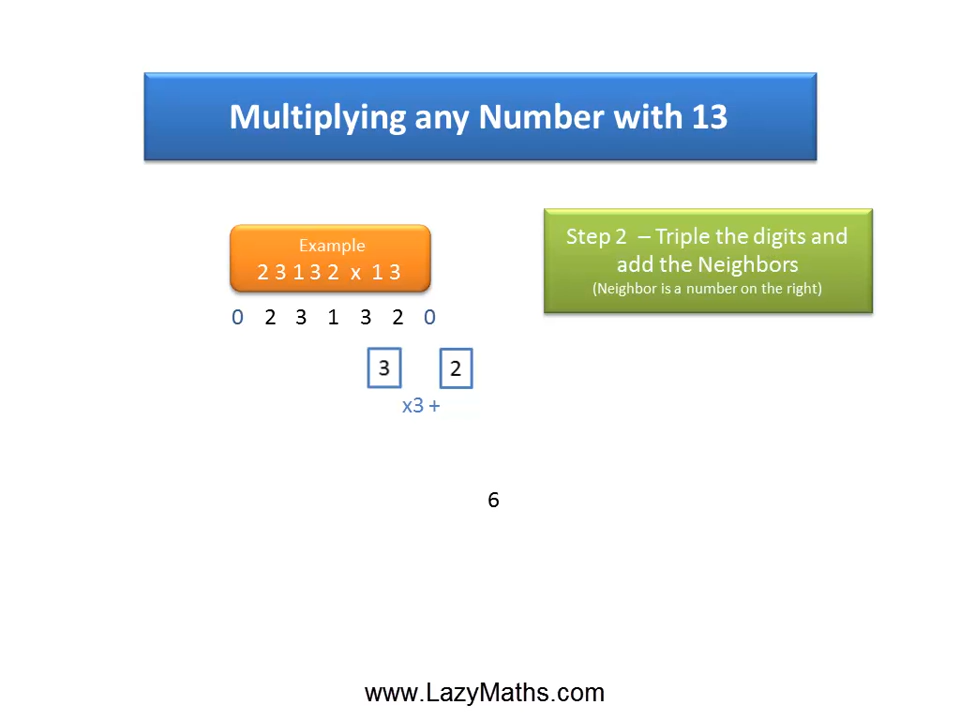 Multiplying any Number with 13
Example
2 3 1 3 2 x 1 3
Step 2 – Triple the digits and
add the Neighbors
(Neighbor is a number on the right)
0 2 3 1 3 2 0
3 2
x3 +
6
www.LazyMaths.com